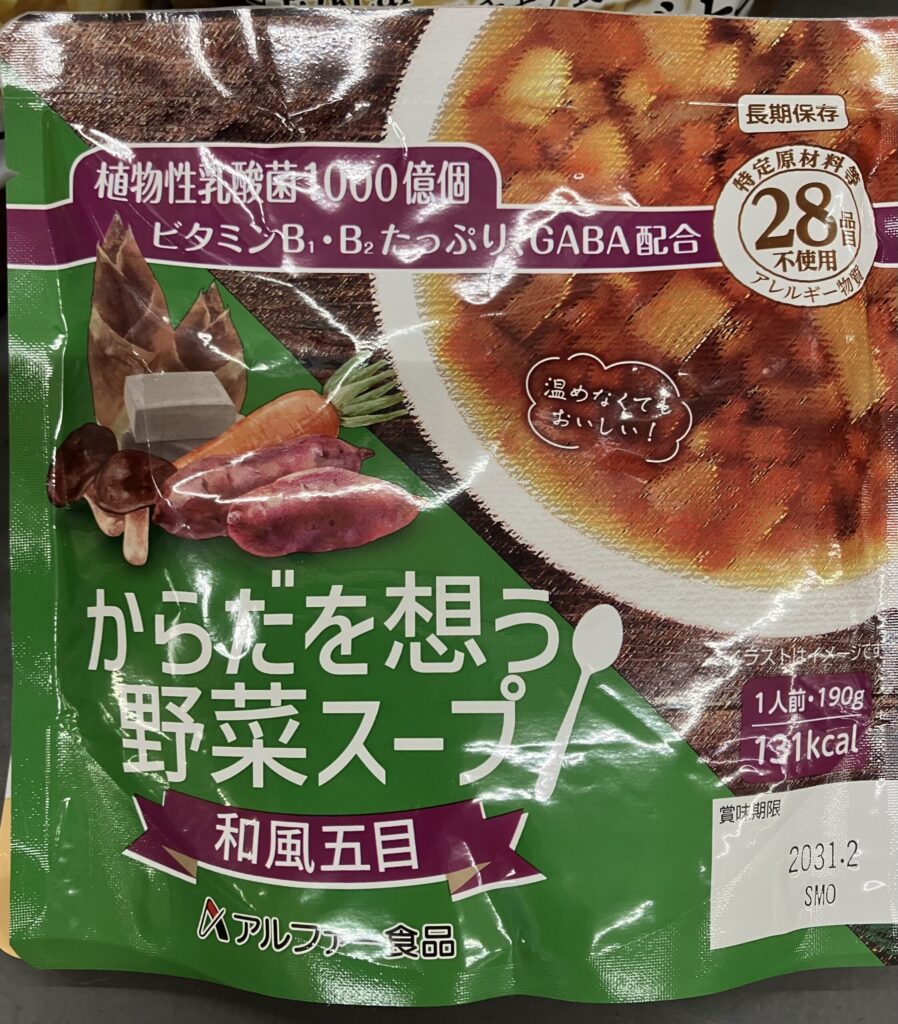 長期保存
植物性乳酸菌1000億個
ビタミンB₁・B₂たっぷり、GABA配合
特定原材料等
28品目
不使用
アレルギー物質
温めなくても
おいしい!
からだを想う
野菜スープ
イラストはイメージです
1人前・190g
131kcal
賞味期限
2031.2
SMO
和風五目
アルファー食品